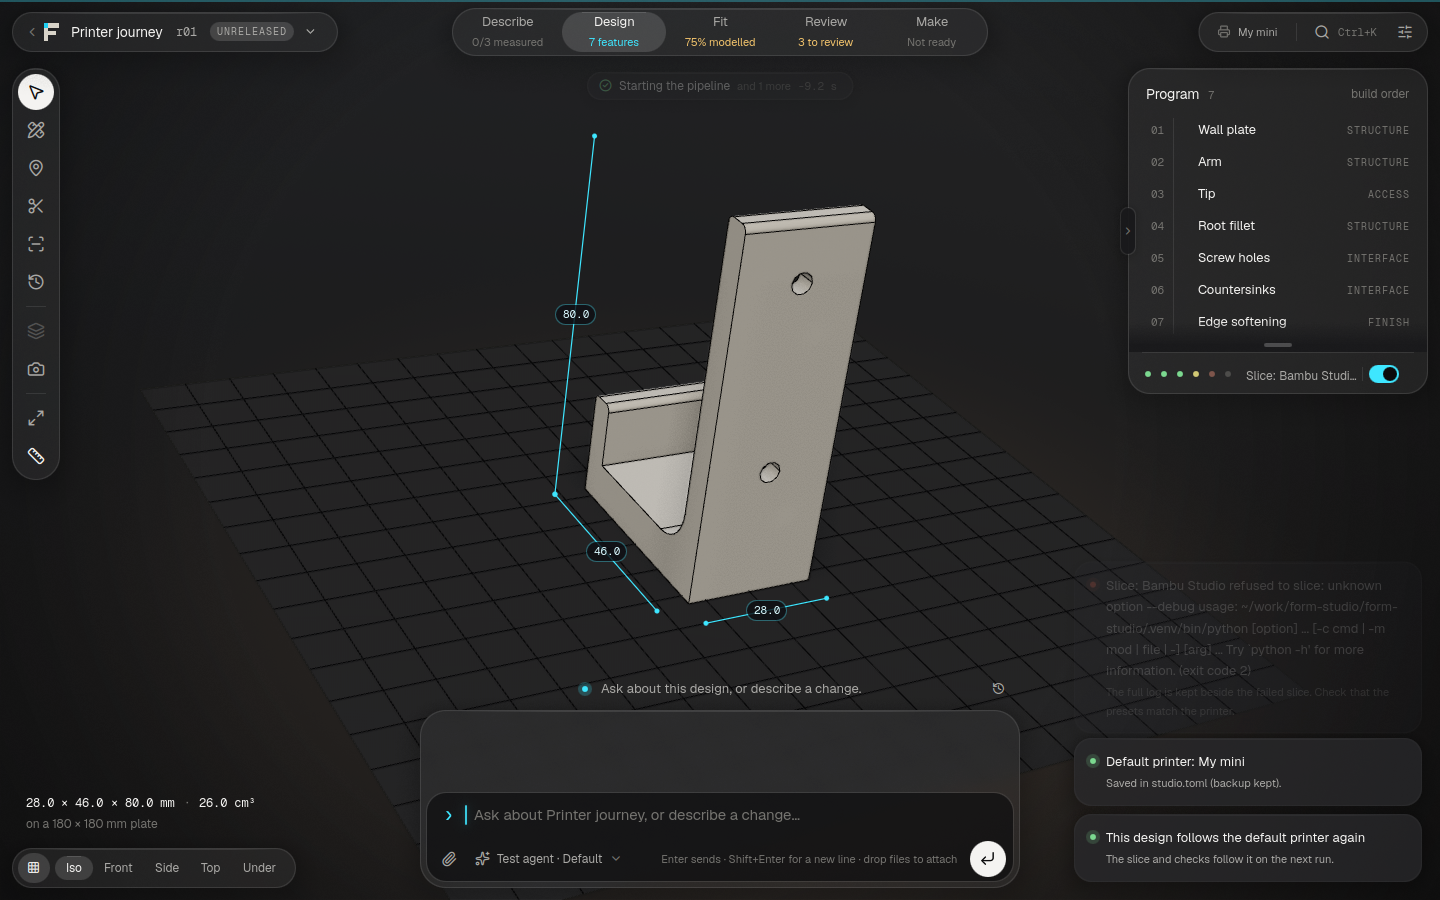 Printer journey r01 UNRELEASED
Describe
0/3 measured
Design
7 features
Fit
75% modelled
Review
3 to review
Make
Not ready
My mini
Ctrl+K
Starting the pipeline and 1 more -9.2 s
Program 7 build order
01 Wall plate STRUCTURE
02 Arm STRUCTURE
03 Tip ACCESS
04 Root fillet STRUCTURE
05 Screw holes INTERFACE
06 Countersinks INTERFACE
07 Edge softening FINISH
Slice: Bambu Studi...
80.0
46.0
28.0
Slice: Bambu Studio refused to slice: unknown
option --debug usage: ~/work/form-studio/form-
studio/.venv/bin/python [option] ... [-c cmd | -m
mod | file | -] [arg] ... Try `python -h' for more
information. (exit code 2)
The full log is kept beside the failed slice. Check that the
presets match the printer.
Default printer: My mini
Saved in studio.toml (backup kept).
This design follows the default printer again
The slice and checks follow it on the next run.
Ask about this design, or describe a change.
Ask about Printer journey, or describe a change...
Test agent · Default
Enter sends · Shift+Enter for a new line · drop files to attach
28.0 × 46.0 × 80.0 mm · 26.0 cm³
on a 180 × 180 mm plate
Iso Front Side Top Under